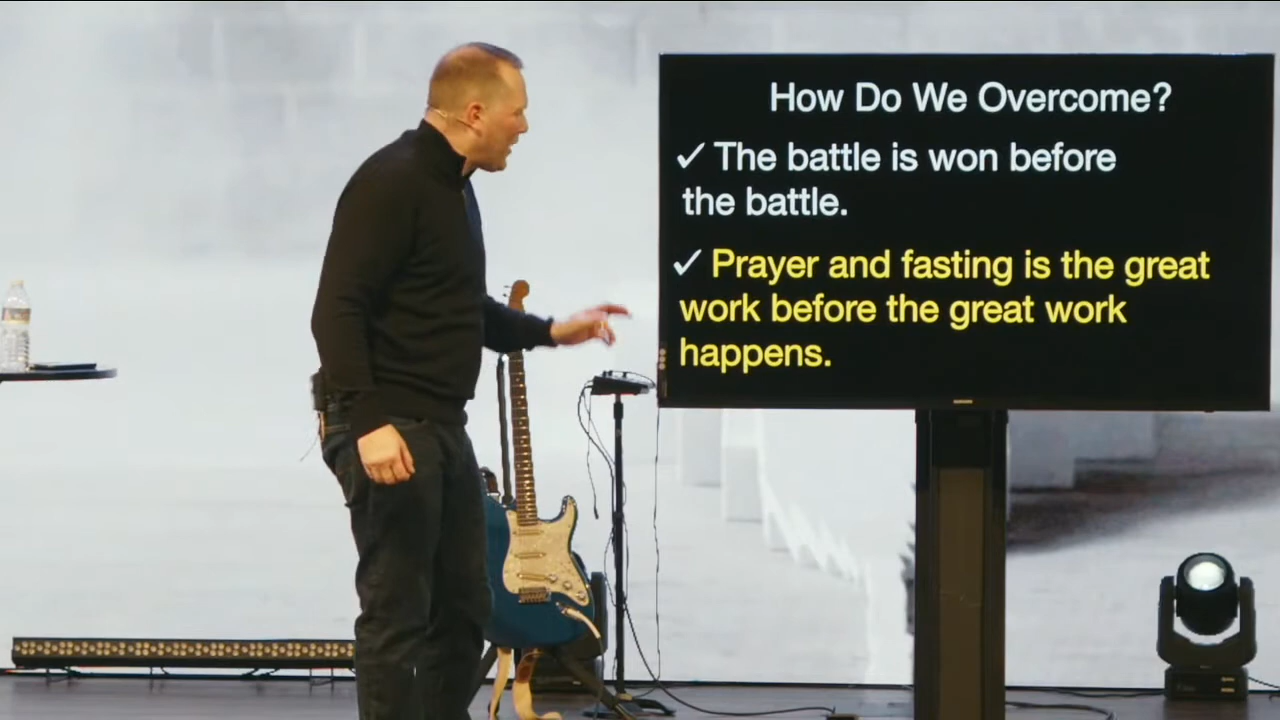 How Do We Overcome?
✓ The battle is won before
the battle.
✓ Prayer and fasting is the great
work before the great work
happens.